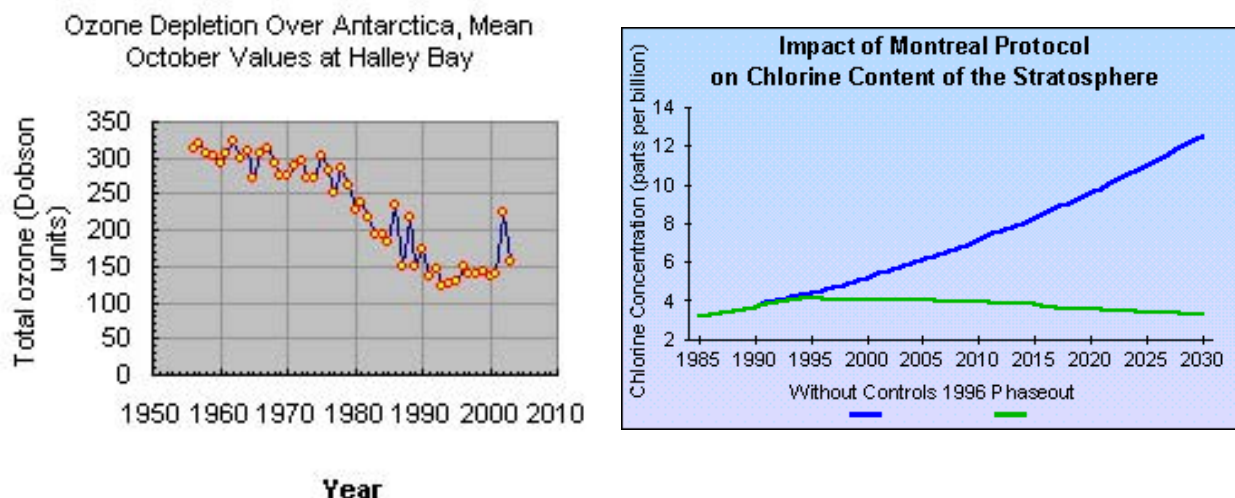 Ozone Depletion Over Antarctica, Mean
October Values at Halley Bay
Total ozone (Dobson
units)
350
300
250
200
150
100
50
0
1950 1960 1970 1980 1990 2000 2010
Year
Impact of Montreal Protocol
on Chlorine Content of the Stratosphere
Chlorine Concentration (parts per billion)
14
12
10
8
6
4
2
1985 1990 1995 2000 2005 2010 2015 2020 2025 2030
Without Controls 1996 Phaseout